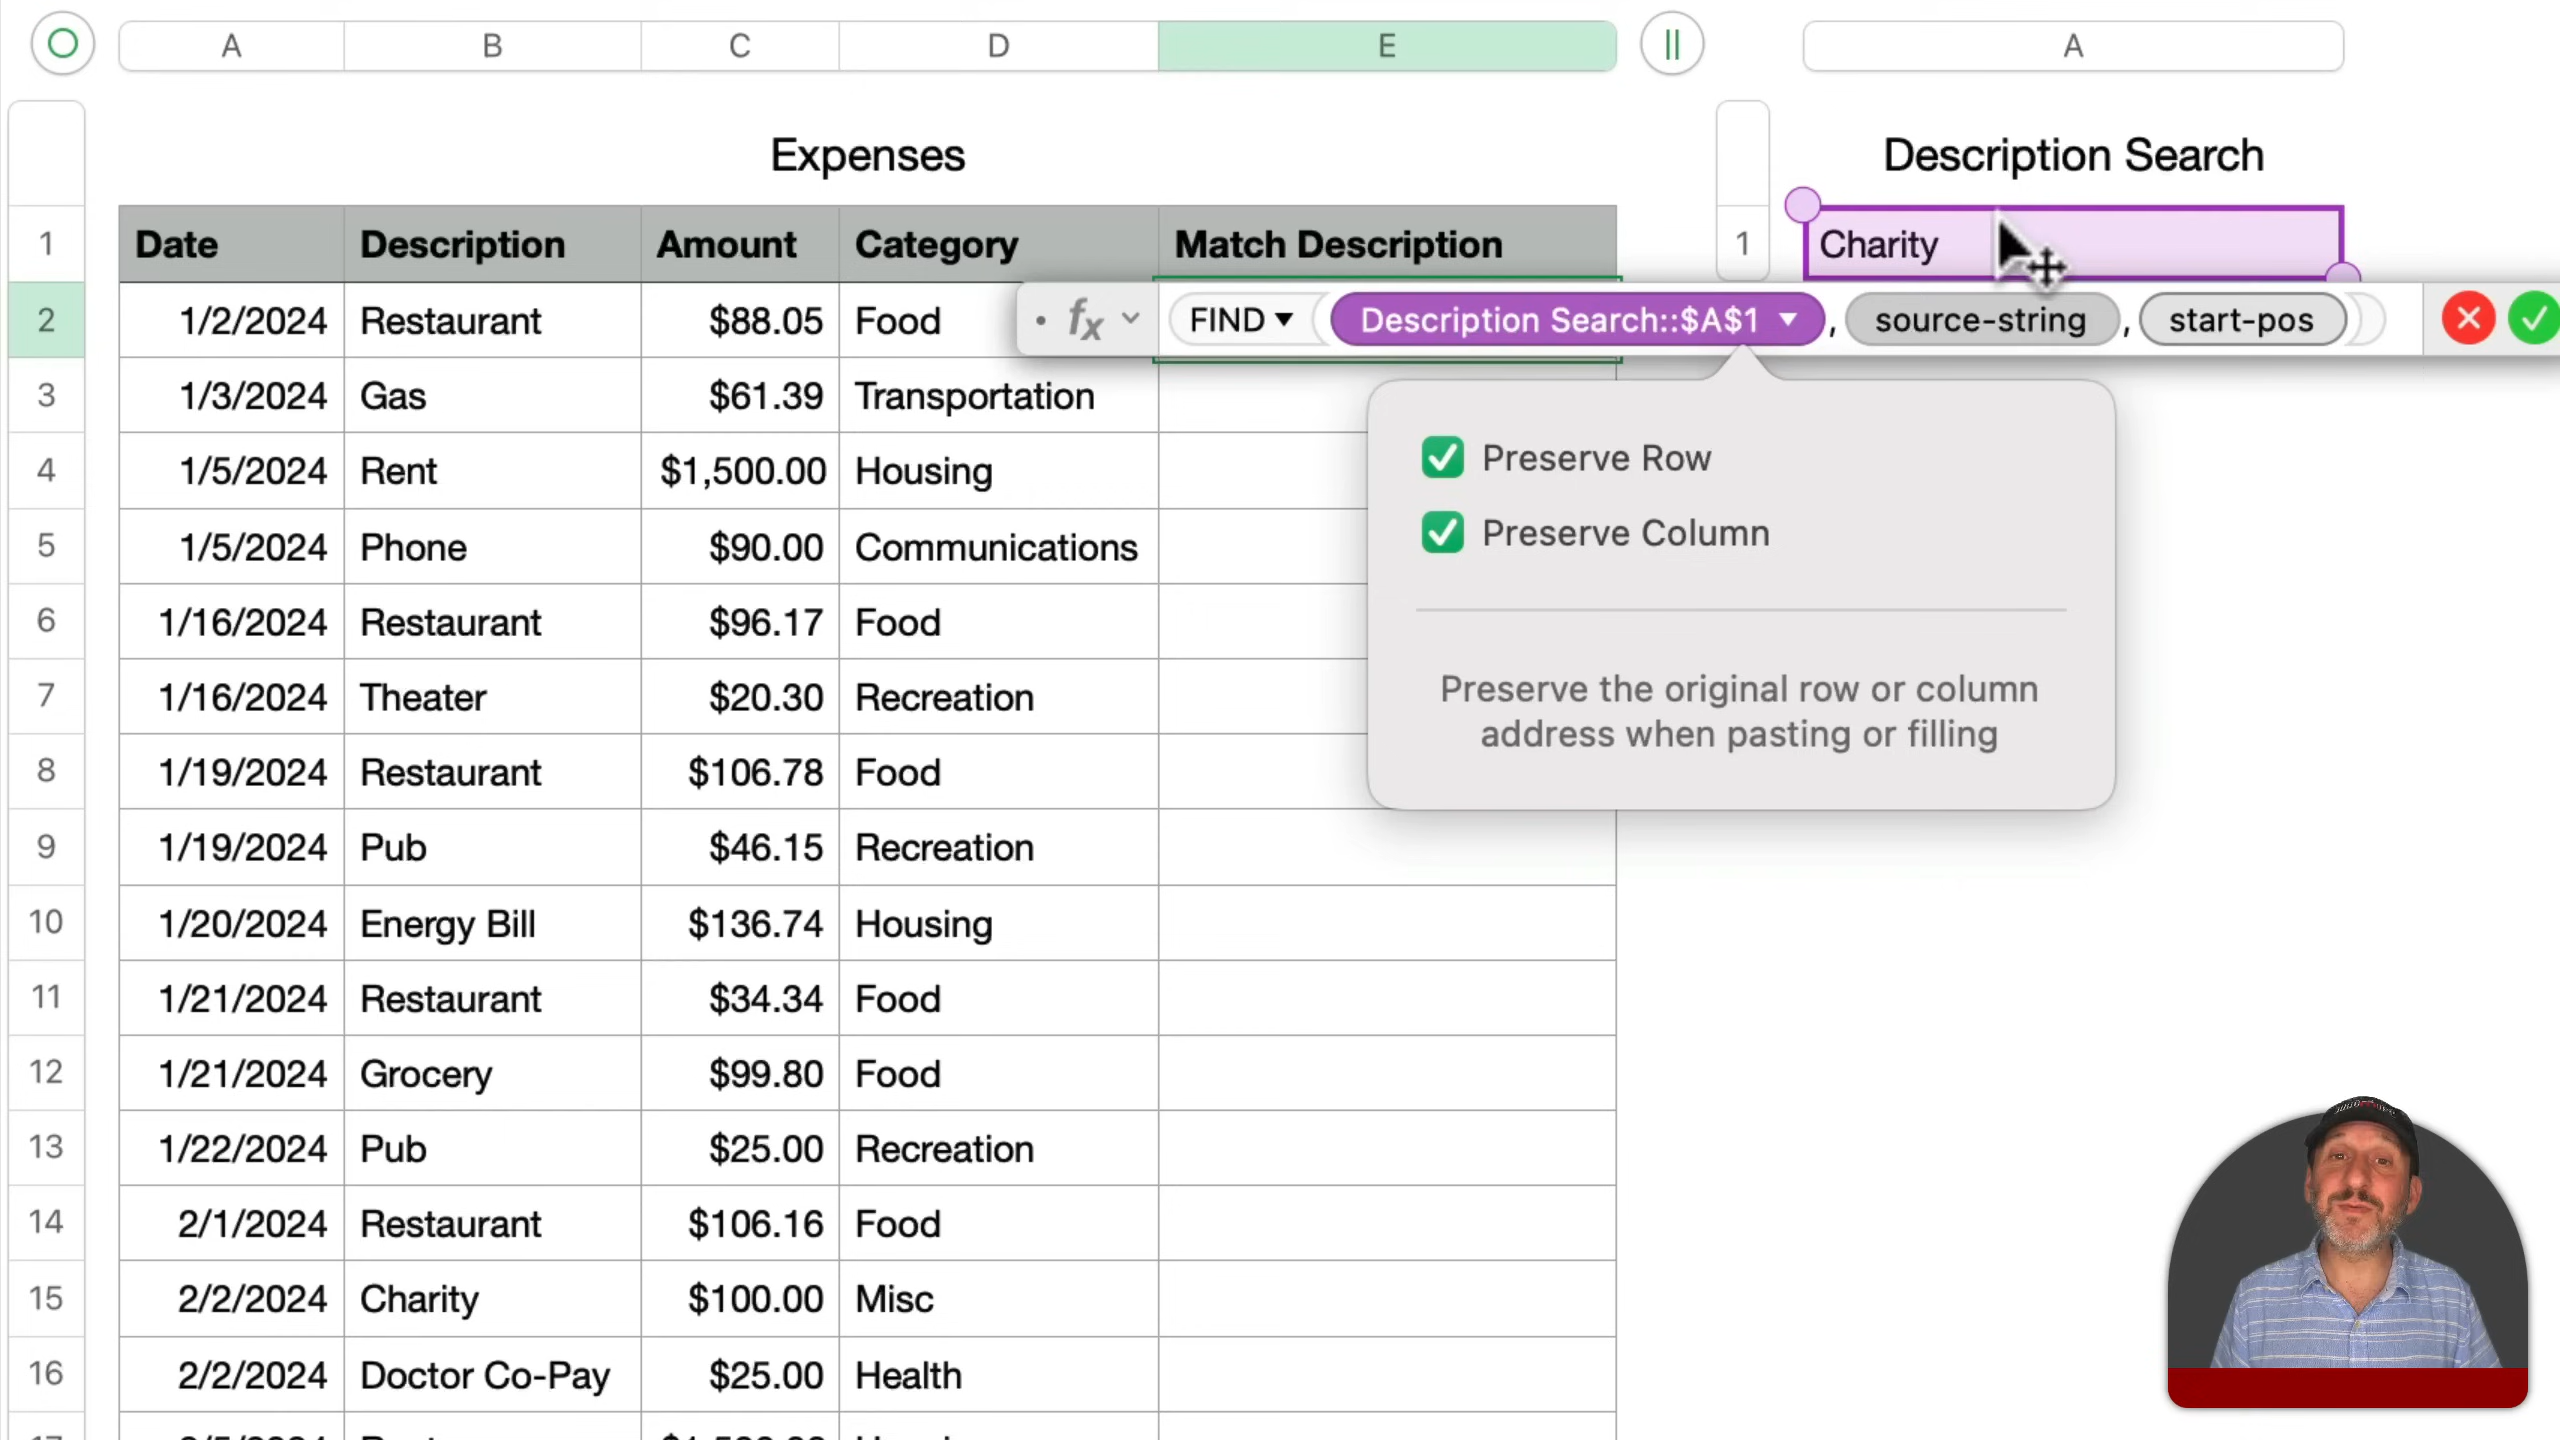 A B C D E A
Expenses
Description Search
1 Date Description Amount Category Match Description
1 Charity
2 1/2/2024 Restaurant $88.05 Food
fx FIND Description Search::$A$1 , source-string , start-pos
3 1/3/2024 Gas $61.39 Transportation
4 1/5/2024 Rent $1,500.00 Housing
5 1/5/2024 Phone $90.00 Communications
6 1/16/2024 Restaurant $96.17 Food
7 1/16/2024 Theater $20.30 Recreation
8 1/19/2024 Restaurant $106.78 Food
9 1/19/2024 Pub $46.15 Recreation
10 1/20/2024 Energy Bill $136.74 Housing
11 1/21/2024 Restaurant $34.34 Food
12 1/21/2024 Grocery $99.80 Food
13 1/22/2024 Pub $25.00 Recreation
14 2/1/2024 Restaurant $106.16 Food
15 2/2/2024 Charity $100.00 Misc
16 2/2/2024 Doctor Co-Pay $25.00 Health
Preserve Row
Preserve Column
Preserve the original row or column
address when pasting or filling